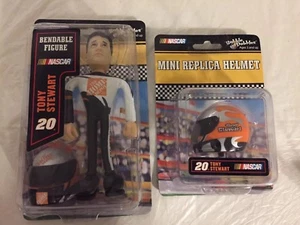 BENDABLE FIGURE
NASCAR
TONY STEWART
20
NASCAR
MINI REPLICA HELMET
20 TONY STEWART NASCAR